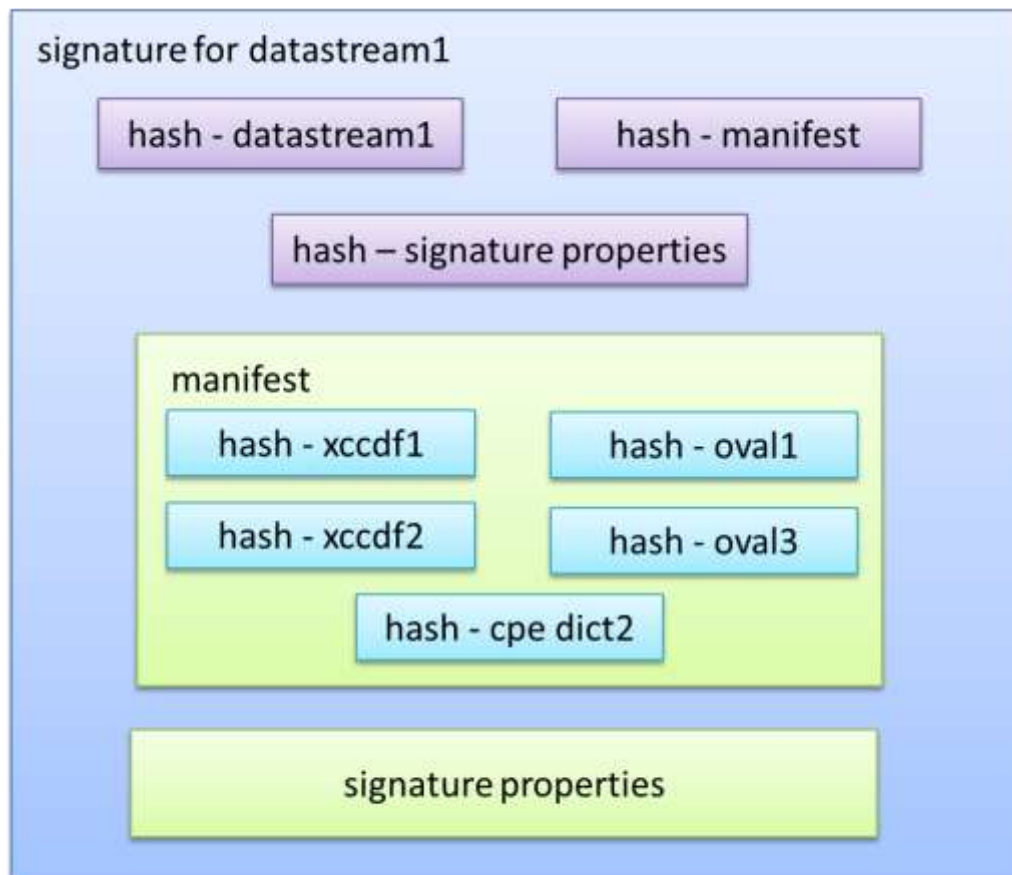 signature for datastream1
hash - datastream1
hash - manifest
hash – signature properties
manifest
hash - xccdf1
hash - oval1
hash - xccdf2
hash - oval3
hash - cpe dict2
signature properties